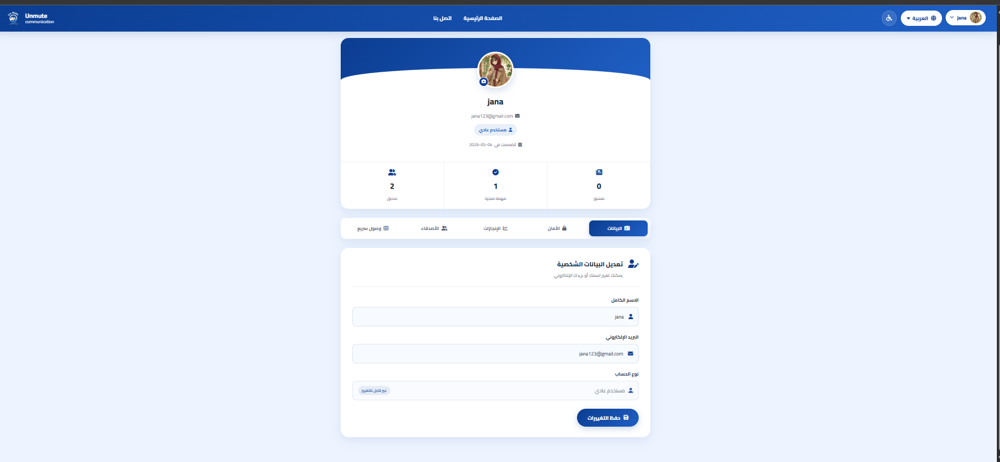 jana
العربية
الصفحة الرئيسية
اتصل بنا
Unmute
communication
jana
jana123@gmail.com
مستخدم عادي
انضممت في 2026-05-04
0
منشور
1
مهمة منجزة
2
صديق
البيانات
الأمان
الإنجازات
الأصدقاء
وصول سريع
تعديل البيانات الشخصية
يمكنك تغيير اسمك أو بريدك الإلكتروني
الاسم الكامل
jana
البريد الإلكتروني
jana123@gmail.com
نوع الحساب
مستخدم عادي
غير قابل للتغيير
حفظ التغييرات